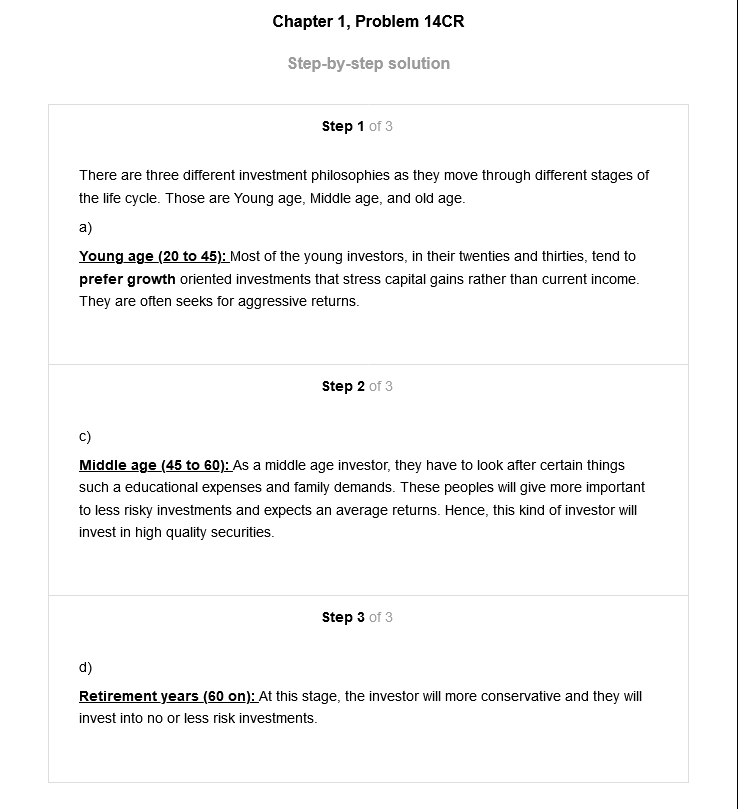 Chapter 1, Problem 14CR
Step-by-step solution
Step 1 of 3
There are three different investment philosophies as they move through different stages of
the life cycle. Those are Young age, Middle age, and old age.
a)
Young age (20 to 45): Most of the young investors, in their twenties and thirties, tend to
prefer growth oriented investments that stress capital gains rather than current income.
They are often seeks for aggressive returns.
Step 2 of 3
c)
Middle age (45 to 60): As a middle age investor, they have to look after certain things
such a educational expenses and family demands. These peoples will give more important
to less risky investments and expects an average returns. Hence, this kind of investor will
invest in high quality securities.
Step 3 of 3
d)
Retirement years (60 on): At this stage, the investor will more conservative and they will
invest into no or less risk investments.